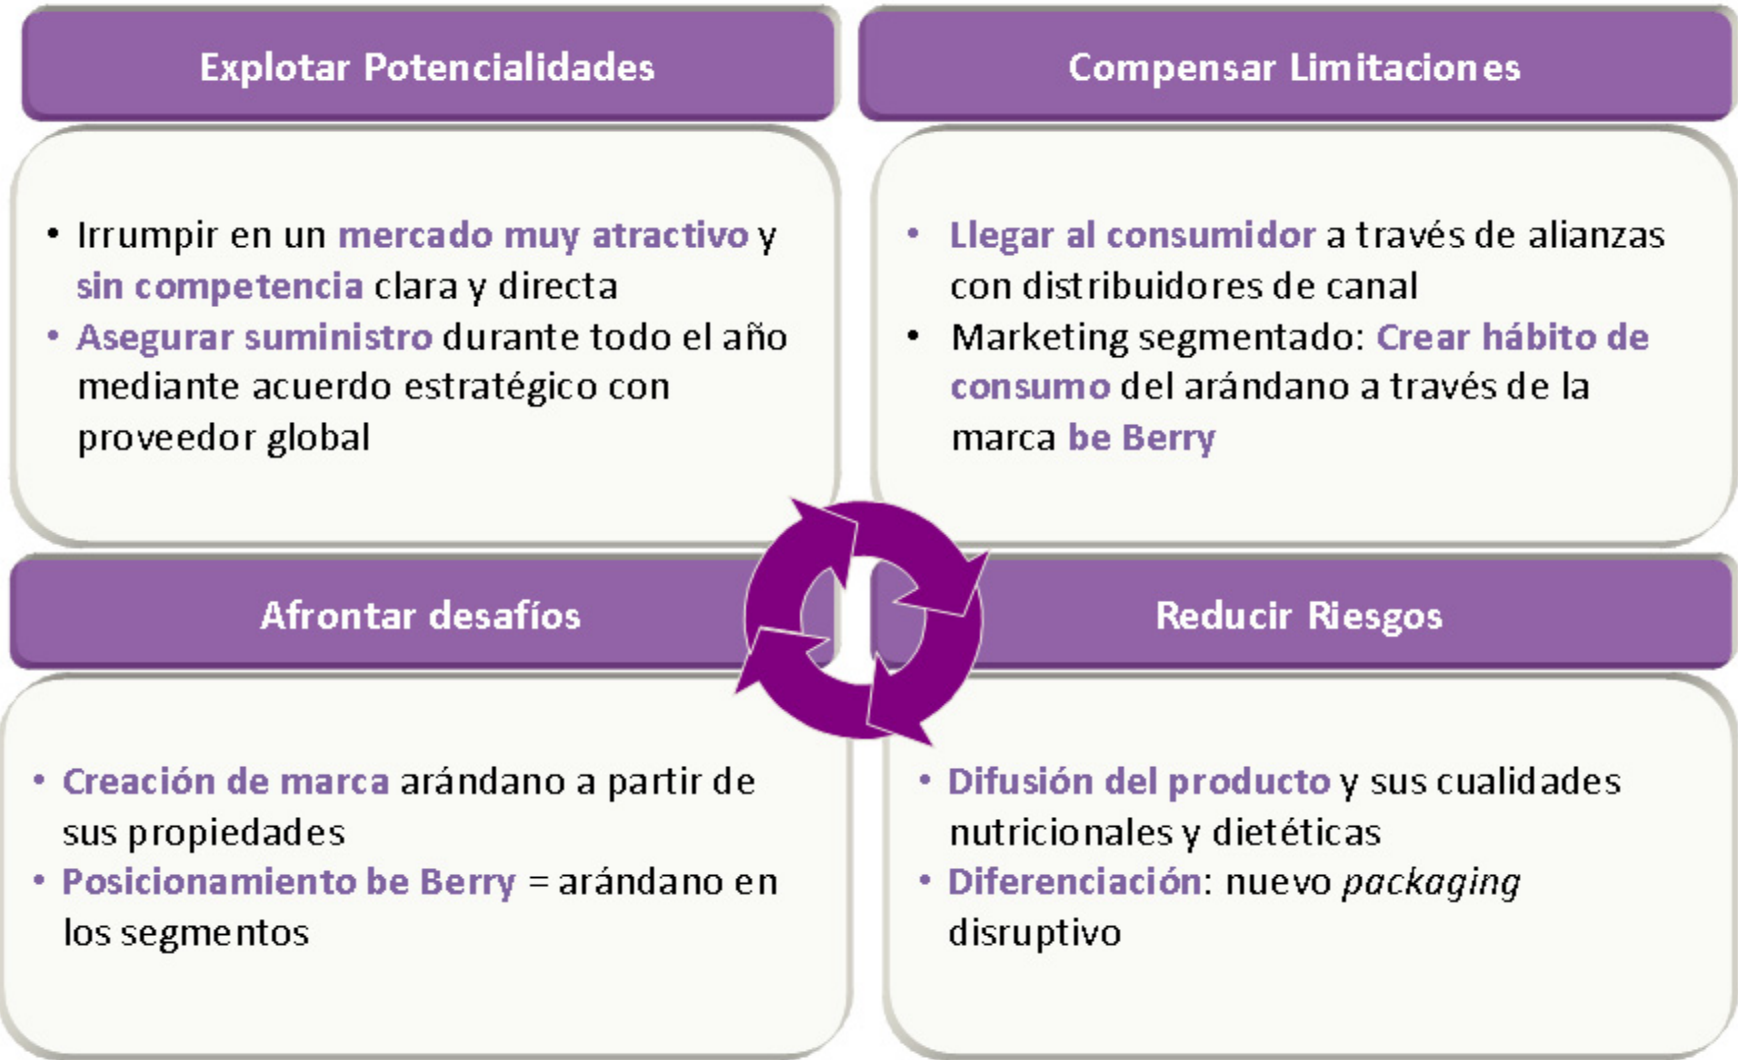 Explotar Potencialidades
• Irrumpir en un mercado muy atractivo y
sin competencia clara y directa
• Asegurar suministro durante todo el año
mediante acuerdo estratégico con
proveedor global
Compensar Limitaciones
• Llegar al consumidor a través de alianzas
con distribuidores de canal
• Marketing segmentado: Crear hábito de
consumo del arándano a través de la
marca be Berry
Afrontar desafíos
• Creación de marca arándano a partir de
sus propiedades
• Posicionamiento be Berry = arándano en
los segmentos
Reducir Riesgos
• Difusión del producto y sus cualidades
nutricionales y dietéticas
• Diferenciación: nuevo packaging
disruptivo